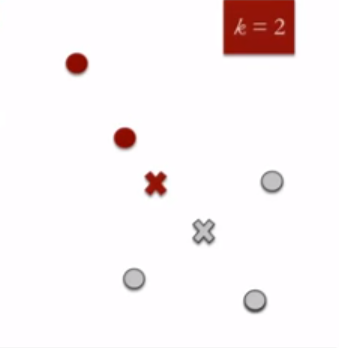 k = 2